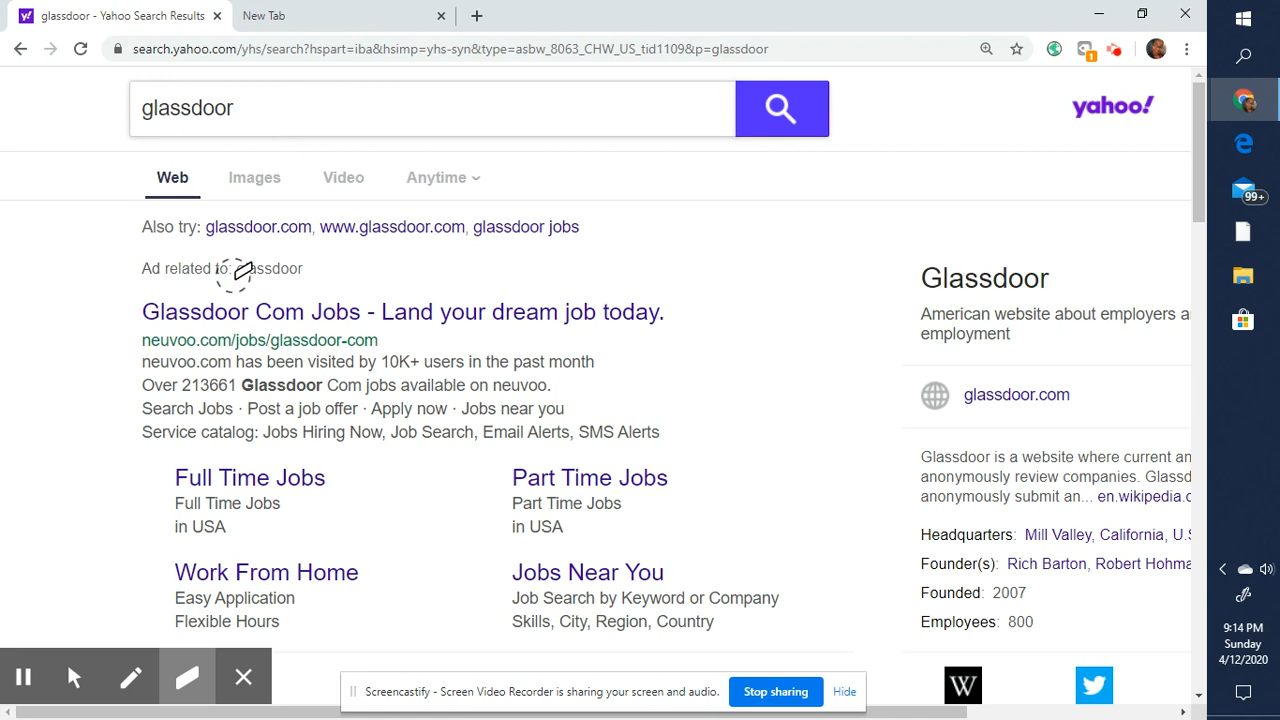 glassdoor - Yahoo Search Results
New Tab
search.yahoo.com/yhs/search?hspart=iba&hsimp=yhs-syn&type=asbw_8063_CHW_US_tid1109&p=glassdoor
1
glassdoor
yahoo!
Web
Images
Video
Anytime
Also try: glassdoor.com, www.glassdoor.com, glassdoor jobs
Ad related to: glassdoor
Glassdoor Com Jobs - Land your dream job today.
neuvoo.com/jobs/glassdoor-com
neuvoo.com has been visited by 10K+ users in the past month
Over 213661 Glassdoor Com jobs available on neuvoo.
Search Jobs · Post a job offer · Apply now · Jobs near you
Service catalog: Jobs Hiring Now, Job Search, Email Alerts, SMS Alerts
Full Time Jobs
Full Time Jobs
in USA
Part Time Jobs
Part Time Jobs
in USA
Work From Home
Easy Application
Flexible Hours
Jobs Near You
Job Search by Keyword or Company
Skills, City, Region, Country
Glassdoor
American website about employers a
employment
glassdoor.com
Glassdoor is a website where current an
anonymously review companies. Glassd
anonymously submit an... en.wikipedia.o
Headquarters: Mill Valley, California, U.S
Founder(s): Rich Barton, Robert Hohma
Founded: 2007
Employees: 800
W
Screencastify - Screen Video Recorder is sharing your screen and audio.
Stop sharing
Hide
99+
9:14 PM
Sunday
4/12/2020